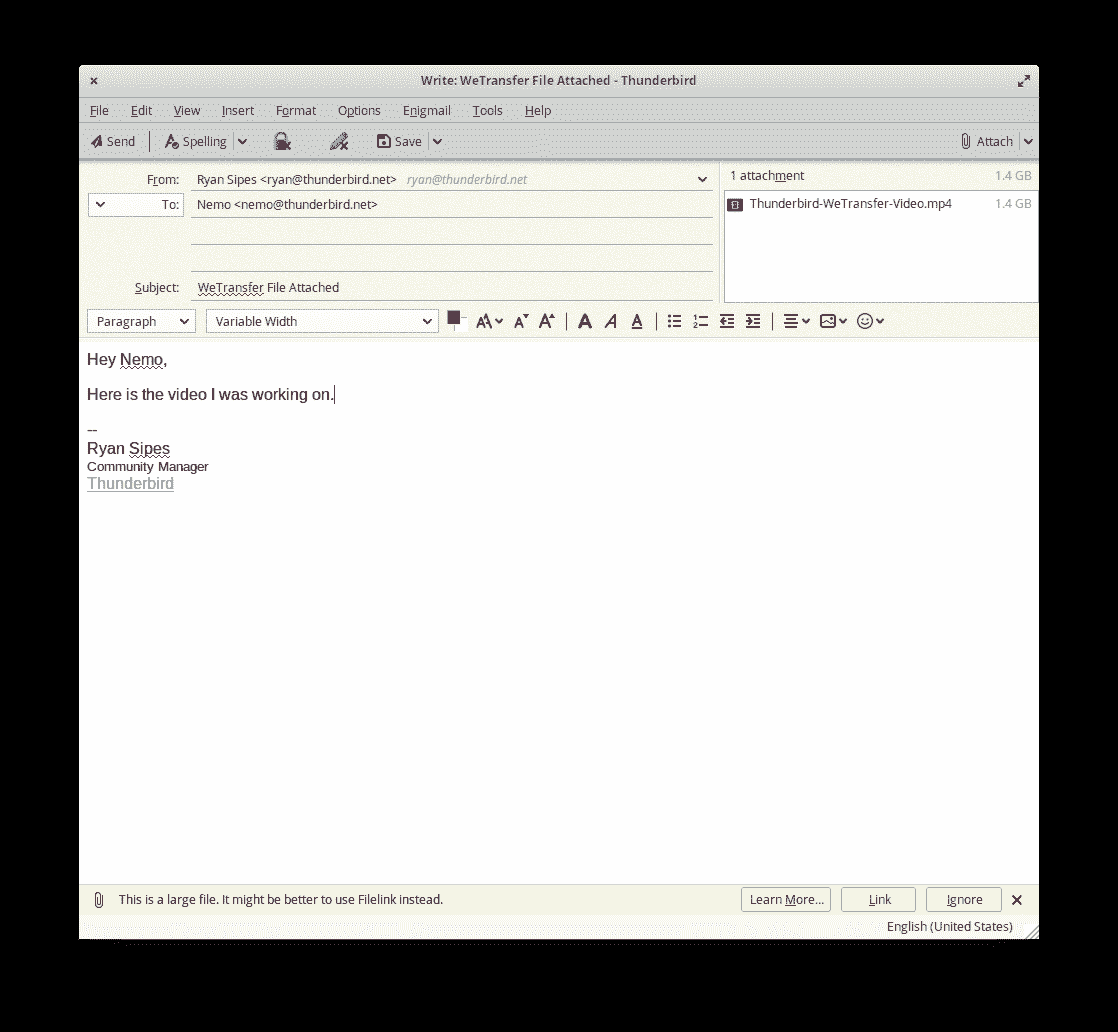 Write: WeTransfer File Attached - Thunderbird
File Edit View Insert Format Options Enigmail Tools Help
Send Spelling Save Attach
From: Ryan Sipes <ryan@thunderbird.net> ryan@thunderbird.net
1 attachment 1.4 GB
To: Nemo <nemo@thunderbird.net>
Thunderbird-WeTransfer-Video.mp4 1.4 GB
Subject: WeTransfer File Attached
Paragraph Variable Width
Hey Nemo,
Here is the video I was working on.
--
Ryan Sipes
Community Manager
Thunderbird
This is a large file. It might be better to use Filelink instead. Learn More... Link Ignore
English (United States)